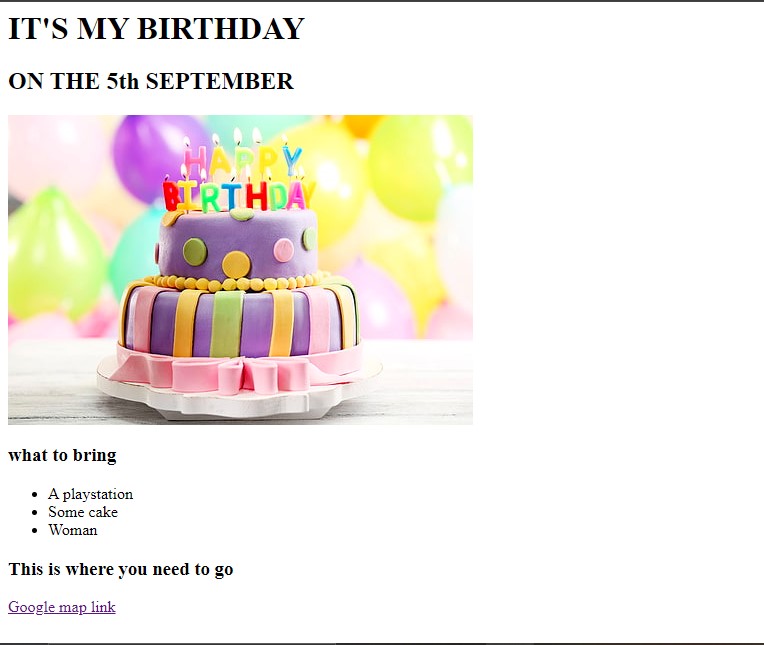 IT'S MY BIRTHDAY
ON THE 5th SEPTEMBER
HAPPY
BIRTHDAY
what to bring
A playstation
Some cake
Woman
This is where you need to go
Google map link